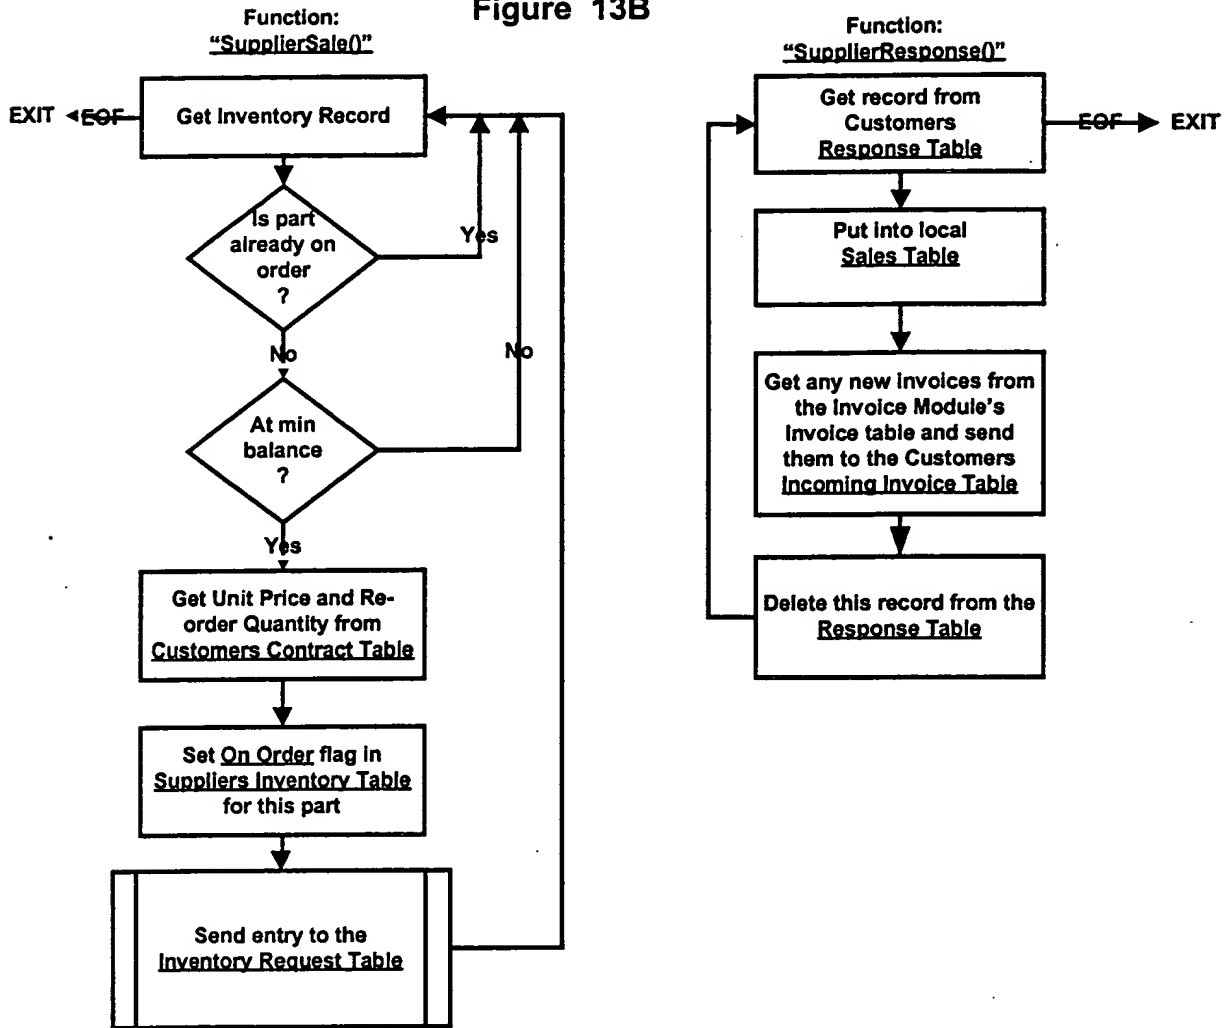 Figure 13B
Function:
“SupplierSale()”
EXIT
EOF
Get Inventory Record
Is part
already on
order
?
Yes
No
At min
balance
?
No
Yes
Get Unit Price and Re-
order Quantity from
Customers Contract Table
Set On Order flag in
Suppliers Inventory Table
for this part
Send entry to the
Inventory Request Table
Function:
“SupplierResponse()”
Get record from
Customers
Response Table
EOF
EXIT
Put into local
Sales Table
Get any new invoices from
the Invoice Module's
Invoice table and send
them to the Customers
Incoming Invoice Table
Delete this record from the
Response Table